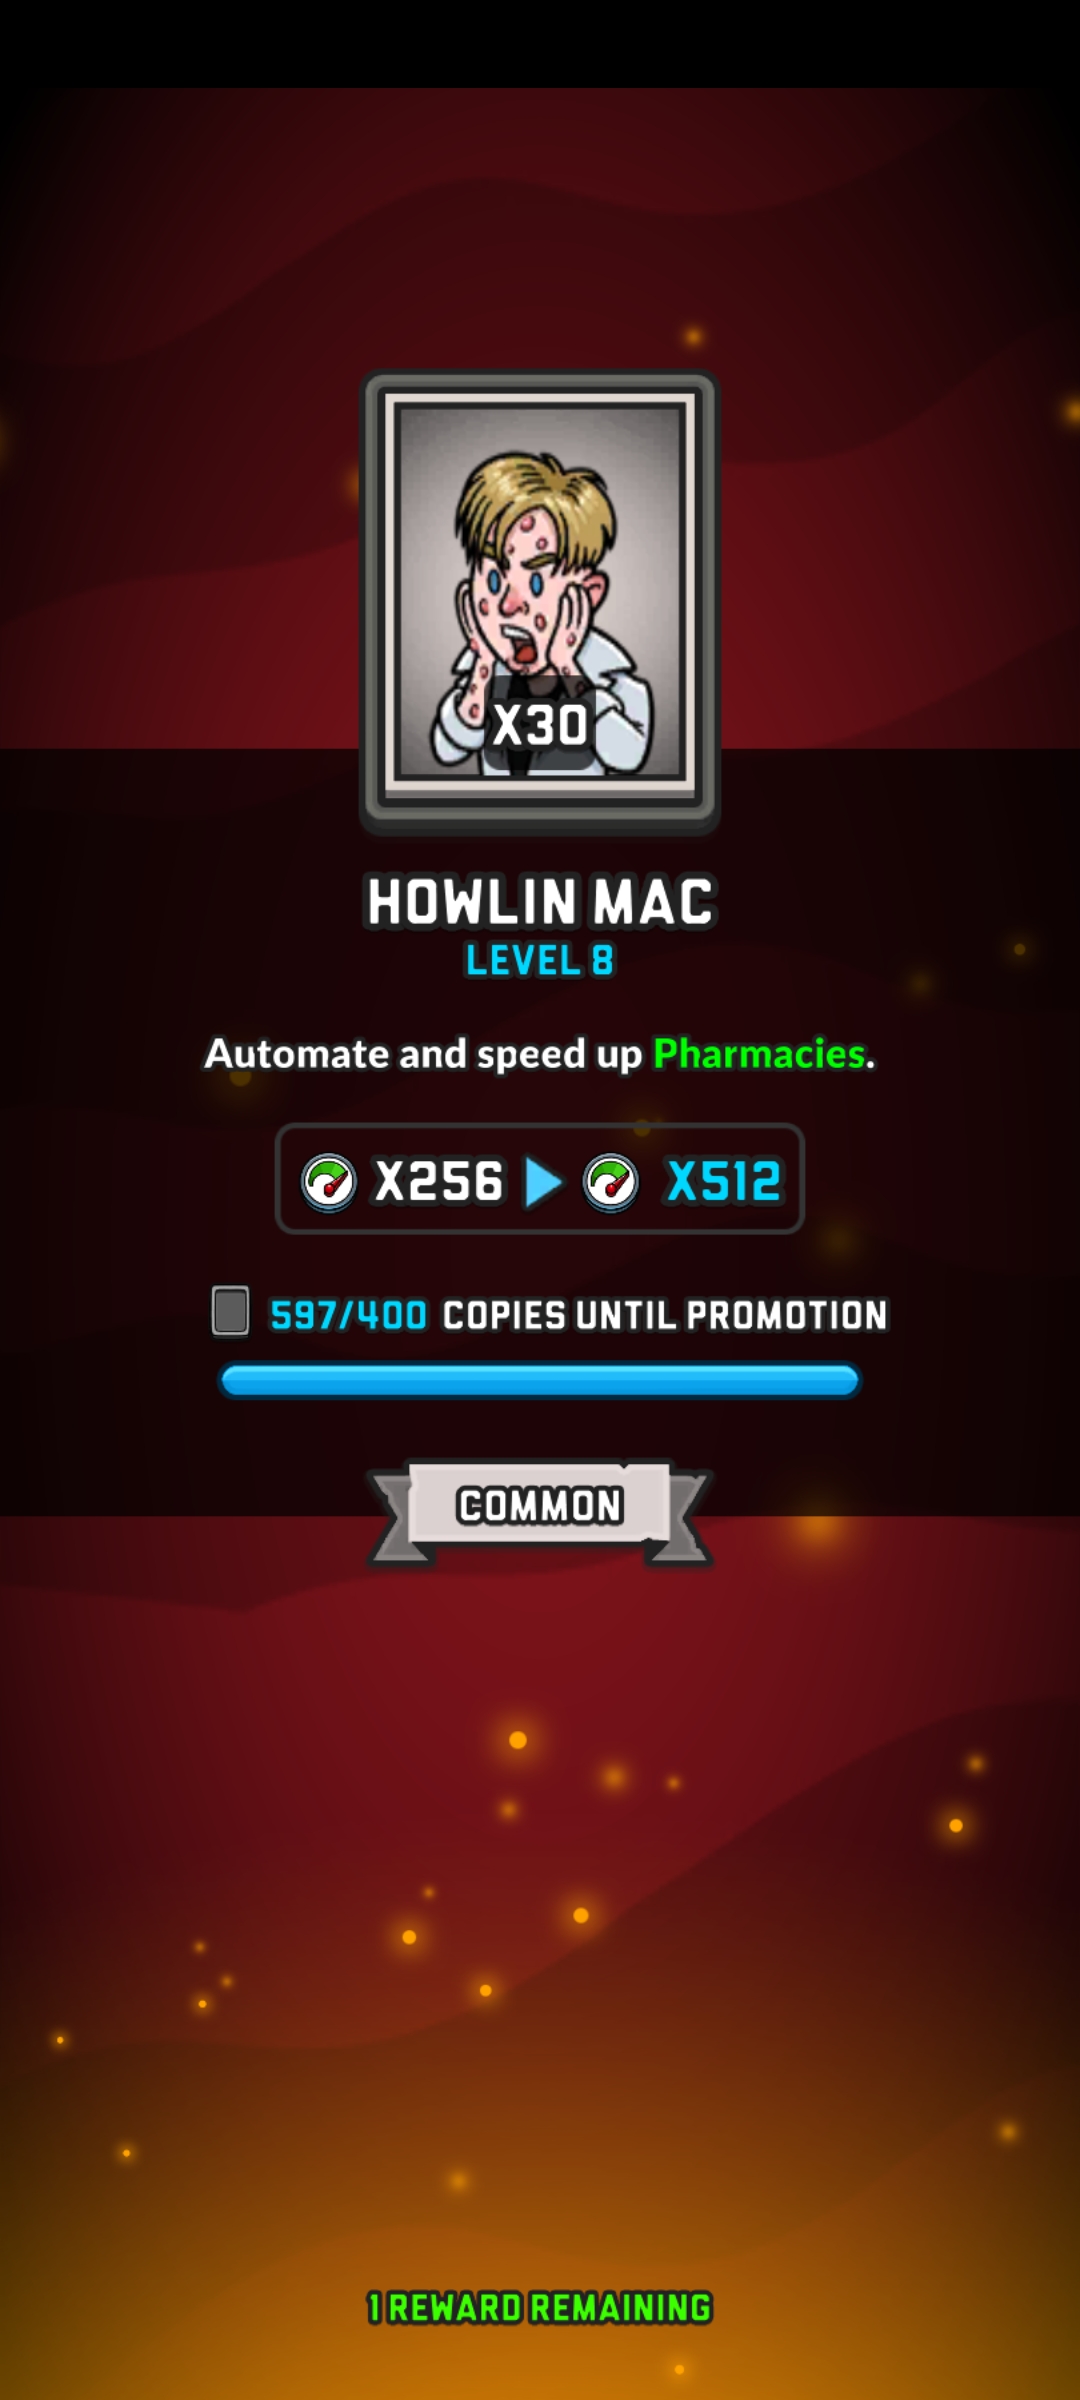 X30
HOWLIN MAC
LEVEL 8
Automate and speed up Pharmacies.
X256 X512
597/400 COPIES UNTIL PROMOTION
COMMON
1 REWARD REMAINING